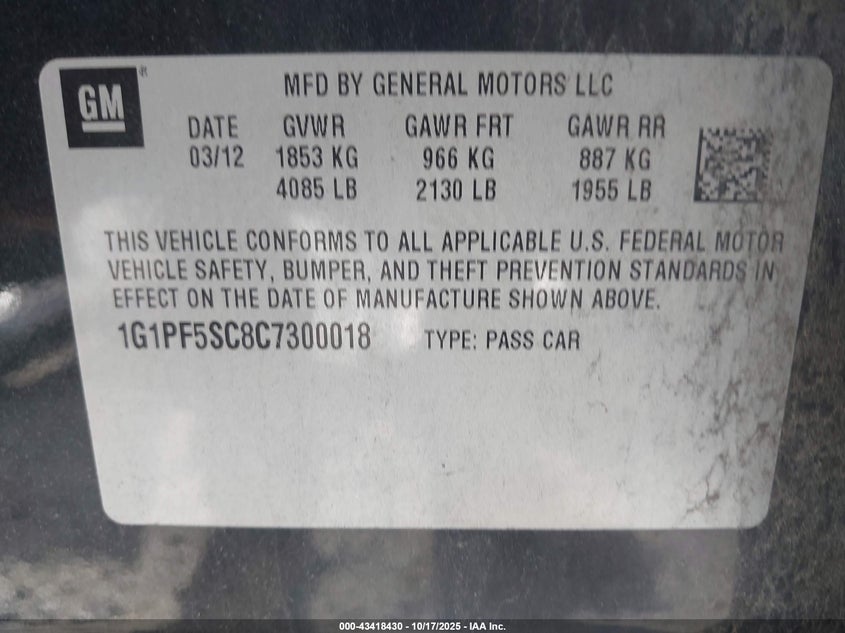 GM®
MFD BY GENERAL MOTORS LLC
DATE GVWR GAWR FRT GAWR RR
03/12 1853 KG 966 KG 887 KG
4085 LB 2130 LB 1955 LB
THIS VEHICLE CONFORMS TO ALL APPLICABLE U.S. FEDERAL MOTOR
VEHICLE SAFETY, BUMPER, AND THEFT PREVENTION STANDARDS IN
EFFECT ON THE DATE OF MANUFACTURE SHOWN ABOVE.
1G1PF5SC8C7300018 TYPE: PASS CAR
000-43418430 - 10/17/2025 - IAA Inc.